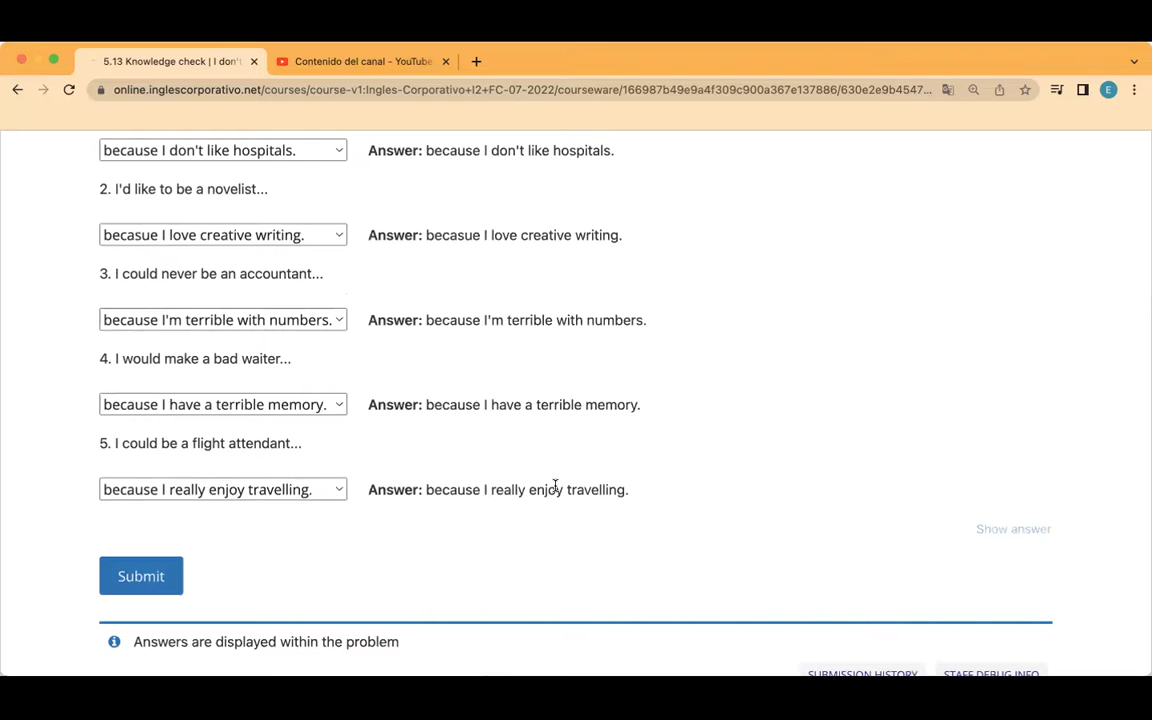 5.13 Knowledge check | I don't
Contenido del canal - YouTube
online.inglescorporativo.net/courses/course-v1:Ingles-Corporativo+I2+FC-07-2022/courseware/166987b49e9a4f309c900a367e137886/630e2e9b4547...
E
because I don't like hospitals. Answer: because I don't like hospitals.
2. I'd like to be a novelist...
becasue I love creative writing. Answer: becasue I love creative writing.
3. I could never be an accountant...
because I'm terrible with numbers. Answer: because I'm terrible with numbers.
4. I would make a bad waiter...
because I have a terrible memory. Answer: because I have a terrible memory.
5. I could be a flight attendant...
because I really enjoy travelling. Answer: because I really enjoy travelling.
Show answer
Submit
Answers are displayed within the problem
SUBMISSION HISTORY STAFF DEBUG INFO